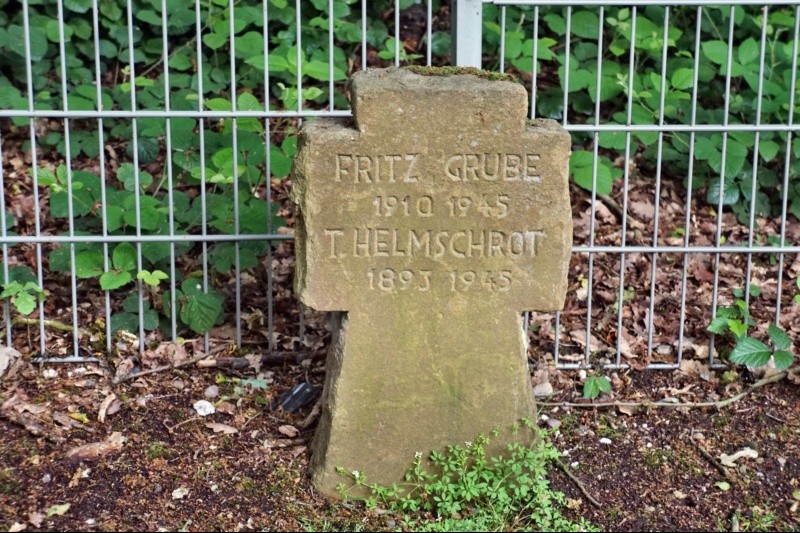 FRITZ GRUBE
1910 1945
T. HELMSCHROT
1893 1945